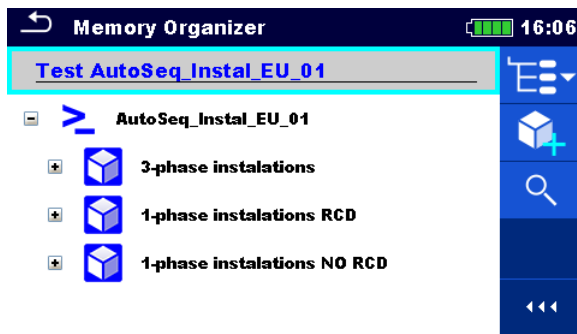 Memory Organizer 16:06
Test AutoSeq_Instal_EU_01
AutoSeq_Instal_EU_01
3-phase instalations
1-phase instalations RCD
1-phase instalations NO RCD